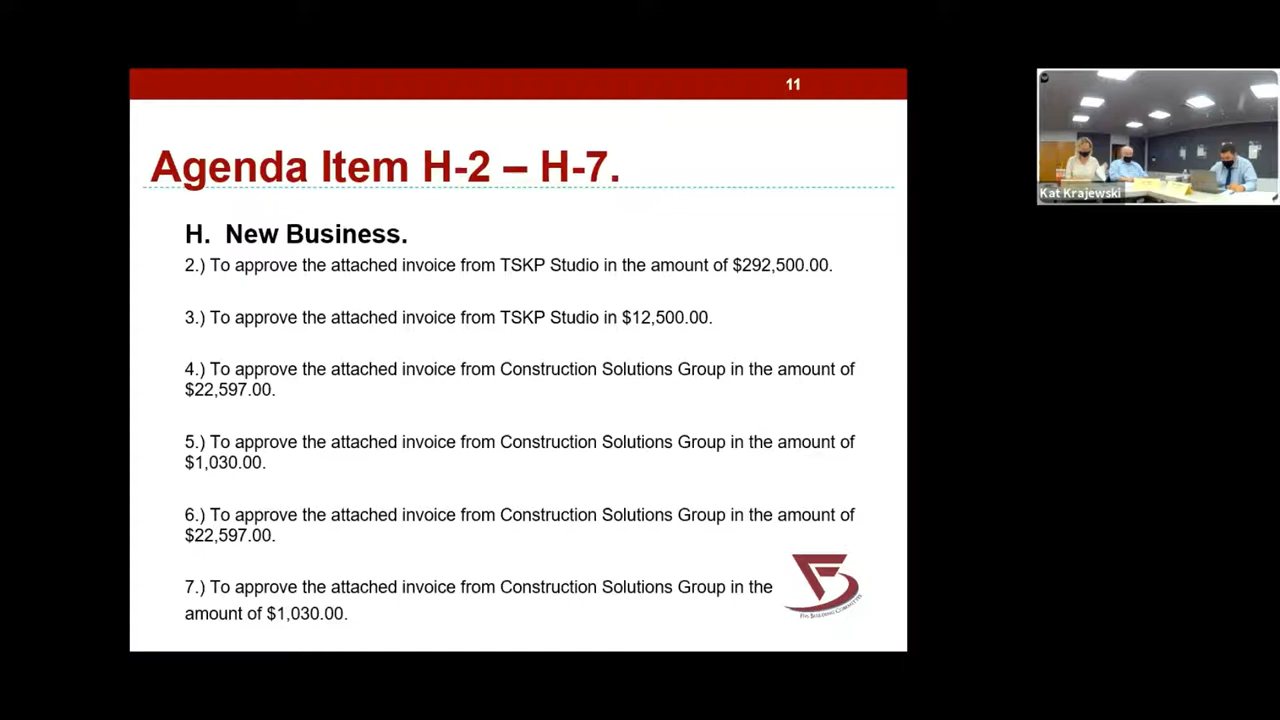 11
Agenda Item H-2 – H-7.
H. New Business.
2.) To approve the attached invoice from TSKP Studio in the amount of $292,500.00.
3.) To approve the attached invoice from TSKP Studio in $12,500.00.
4.) To approve the attached invoice from Construction Solutions Group in the amount of
$22,597.00.
5.) To approve the attached invoice from Construction Solutions Group in the amount of
$1,030.00.
6.) To approve the attached invoice from Construction Solutions Group in the amount of
$22,597.00.
7.) To approve the attached invoice from Construction Solutions Group in the
amount of $1,030.00.
FHS BUILDING COMMITTEE
Kat Krajewski